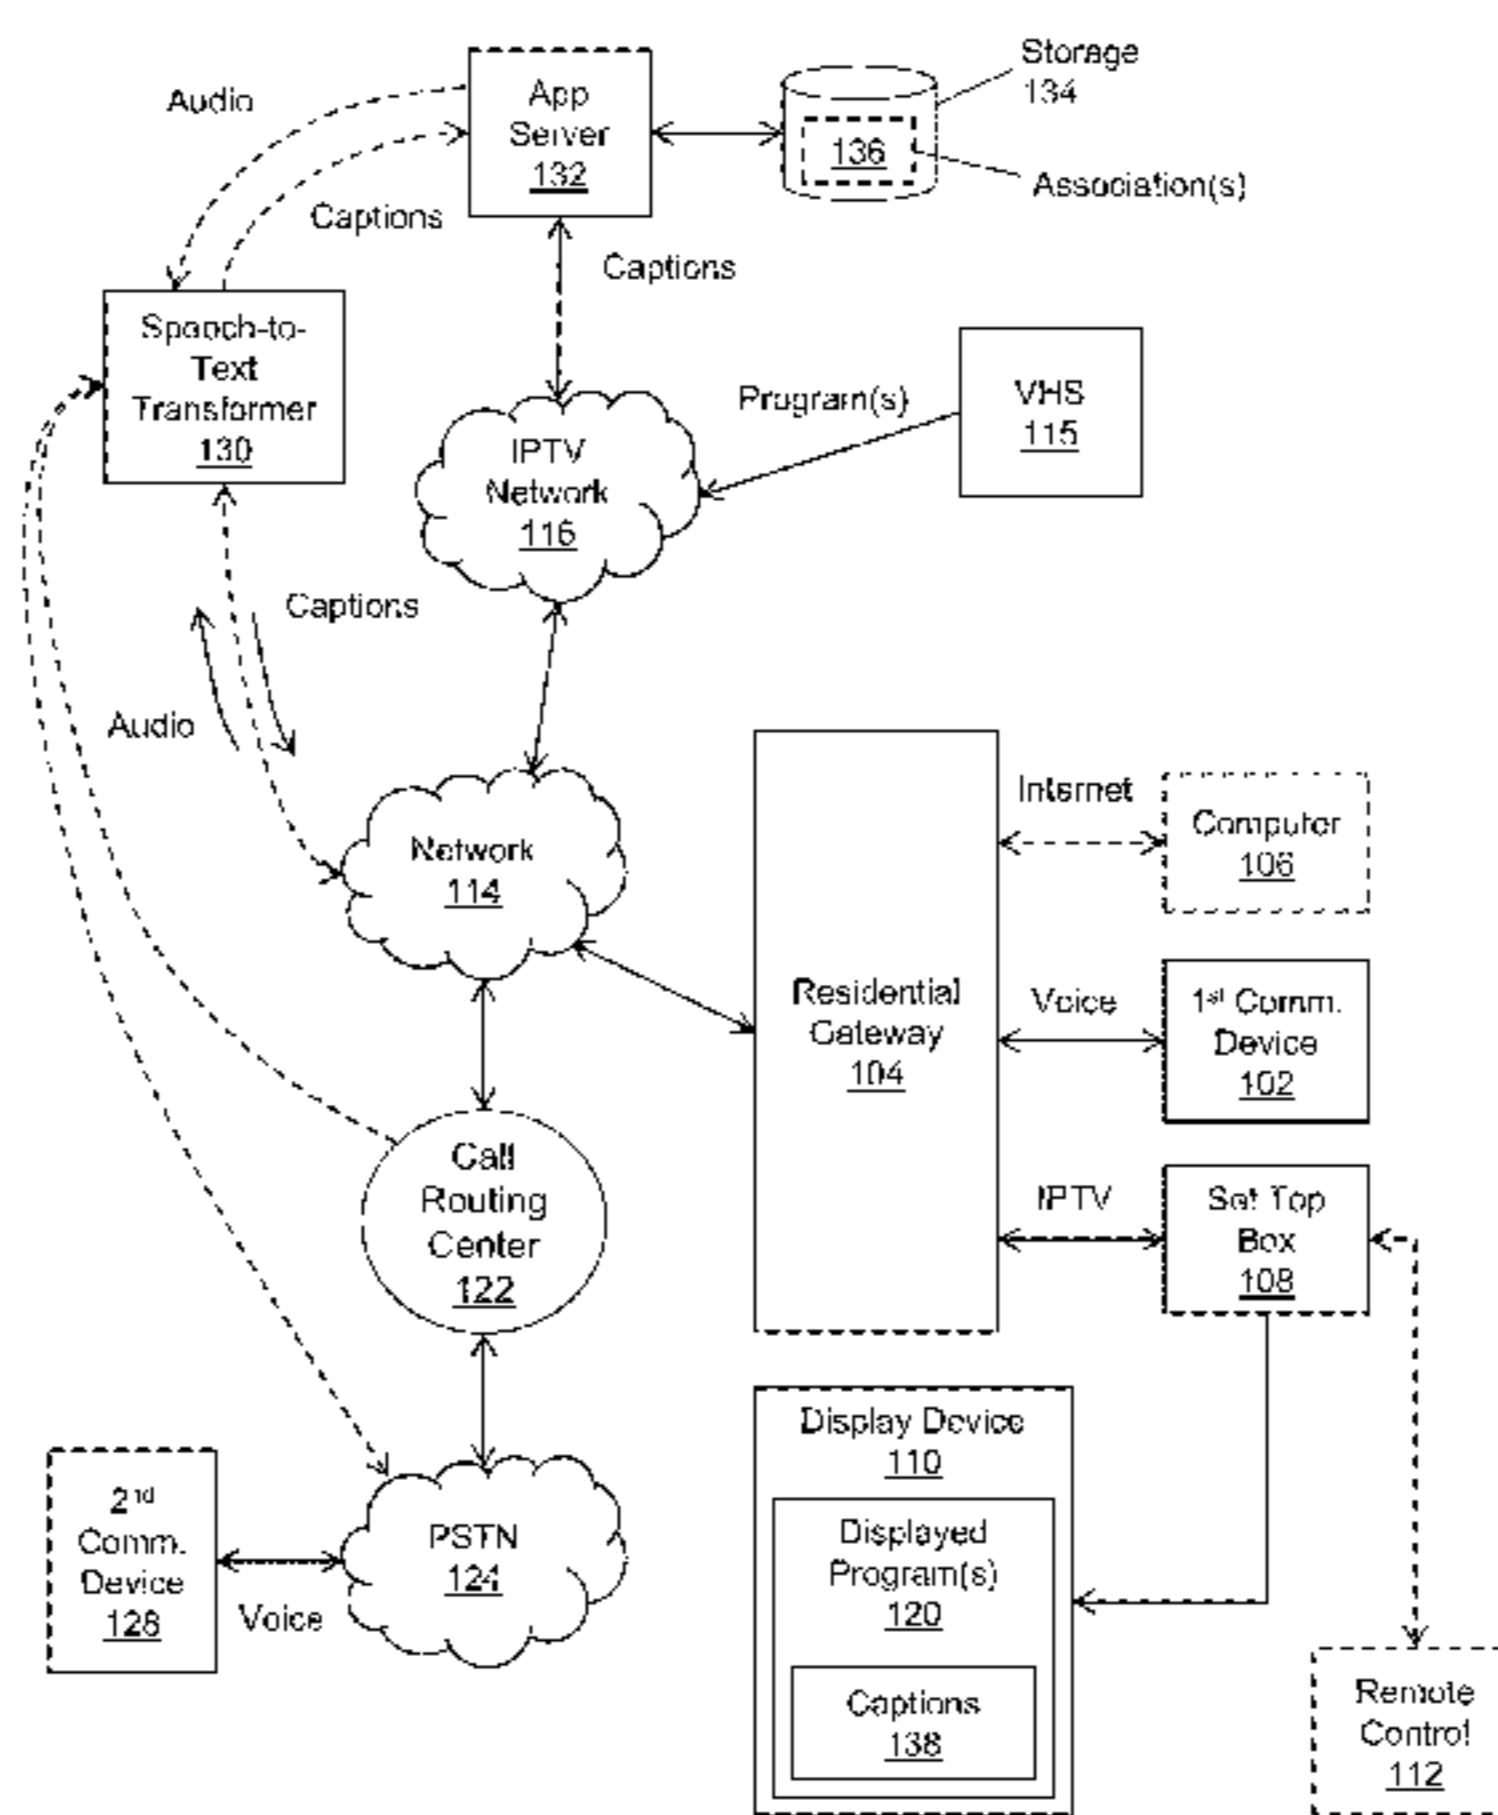 Storage
134
Audio
App
Server
132
136
Association(s)
Captions
Captions
Speech-to-
Text
Transformer
130
Program(s)
VHS
115
IPTV
Network
116
Captions
Audio
Internet
Computer
106
Network
114
Residential
Gateway
104
Voice
1st Comm.
Device
102
Call
Routing
Center
122
IPTV
Set Top
Box
108
Display Device
110
2nd
Comm.
Device
128
Voice
PSTN
124
Displayed
Program(s)
120
Captions
138
Remote
Control
112